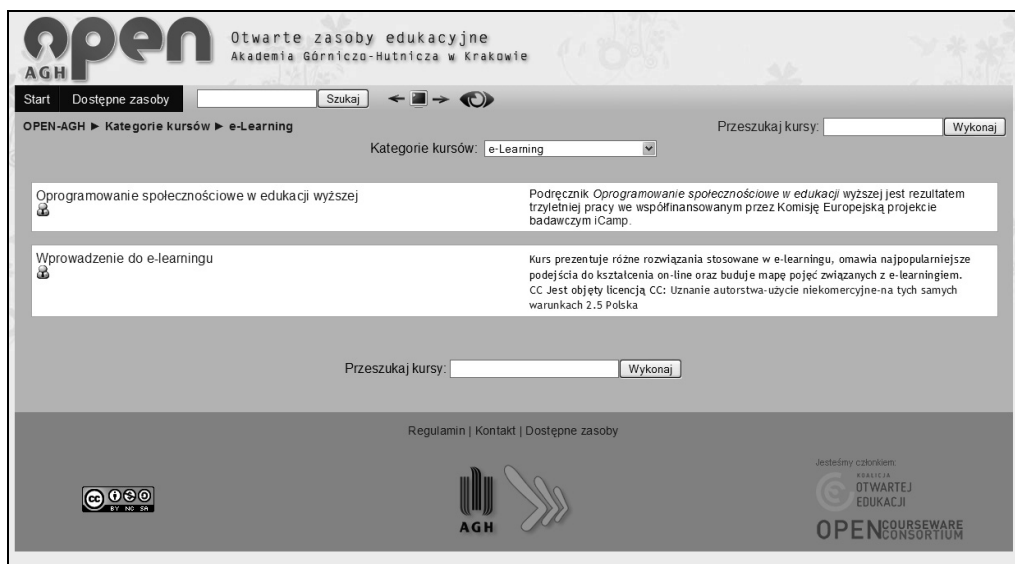 open
AGH
Otwarte zasoby edukacyjne
Akademia Górniczo-Hutnicza w Krakowie
Start Dostępne zasoby Szukaj
OPEN-AGH ► Kategorie kursów ► e-Learning
Przeszukaj kursy: Wykonaj
Kategorie kursów: e-Learning
Oprogramowanie społecznościowe w edukacji wyższej
Podręcznik Oprogramowanie społecznościowe w edukacji wyższej jest rezultatem
trzyletniej pracy we współfinansowanym przez Komisję Europejską projekcie
badawczym iCamp.
Wprowadzenie do e-learningu
Kurs prezentuje różne rozwiązania stosowane w e-learningu, omawia najpopularniejsze
podejścia do kształcenia on-line oraz buduje mapę pojęć związanych z e-learningiem.
CC Jest objęty licencją CC: Uznanie autorstwa-użycie niekomercyjne-na tych samych
warunkach 2.5 Polska
Przeszukaj kursy: Wykonaj
Regulamin | Kontakt | Dostępne zasoby
cc
BY NC SA
AGH
Jesteśmy członkiem:
KOALICJA
OTWARTEJ
EDUKACJI
OPENCOURSEWARE
CONSORTIUM